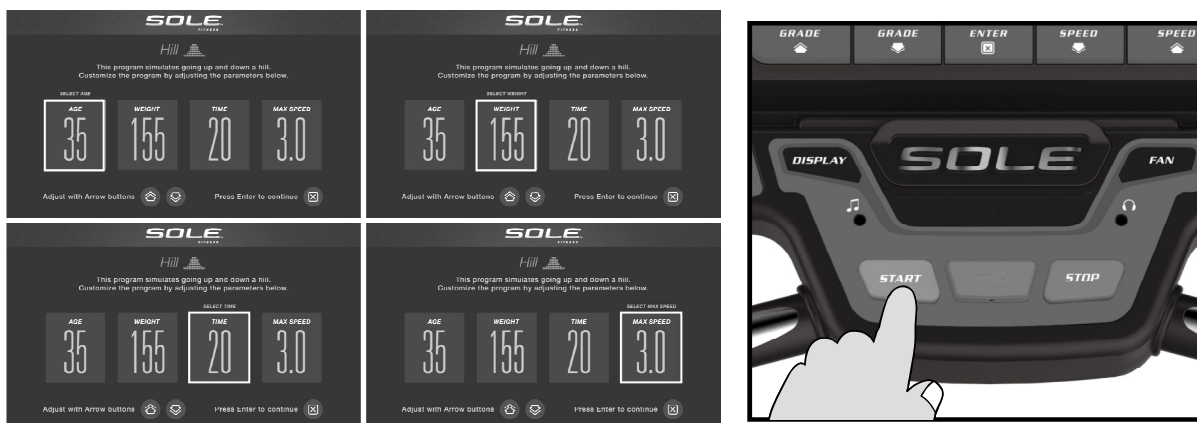 SOLE
FITNESS
Hill
This program simulates going up and down a hill.
Customize the program by adjusting the parameters below.
SELECT AGE
AGE WEIGHT TIME MAX SPEED
35 155 20 3.0
Adjust with Arrow buttons Press Enter to continue
SOLE
FITNESS
Hill
This program simulates going up and down a hill.
Customize the program by adjusting the parameters below.
SELECT WEIGHT
AGE WEIGHT TIME MAX SPEED
35 155 20 3.0
Adjust with Arrow buttons Press Enter to continue
SOLE
FITNESS
Hill
This program simulates going up and down a hill.
Customize the program by adjusting the parameters below.
SELECT TIME
AGE WEIGHT TIME MAX SPEED
35 155 20 3.0
Adjust with Arrow buttons Press Enter to continue
SOLE
FITNESS
Hill
This program simulates going up and down a hill.
Customize the program by adjusting the parameters below.
SELECT MAX SPEED
AGE WEIGHT TIME MAX SPEED
35 155 20 3.0
Adjust with Arrow buttons Press Enter to continue
GRADE GRADE ENTER SPEED SPEED
DISPLAY SOLE FAN
START STOP